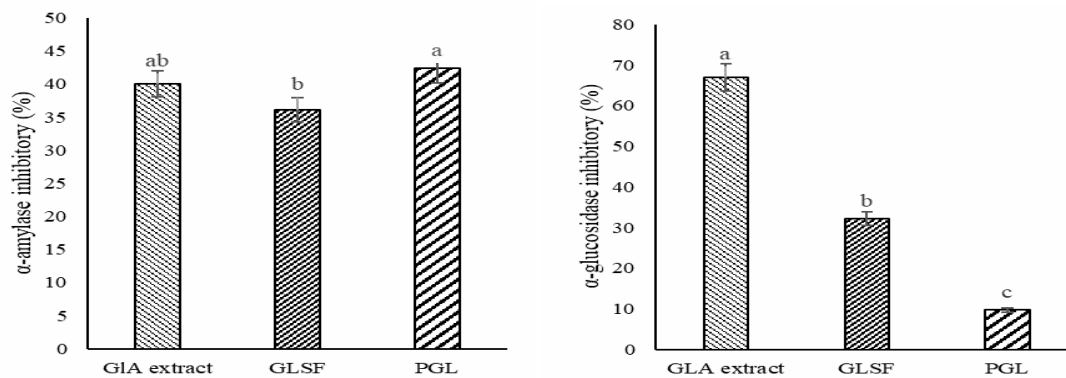 α-amylase inhibitory (%)
50
45
40
35
30
25
20
15
10
5
0
ab
b
a
GlA extract
GLSF
PGL
α-glucosidase inhibitory (%)
80
70
60
50
40
30
20
10
0
a
b
c
GLA extract
GLSF
PGL